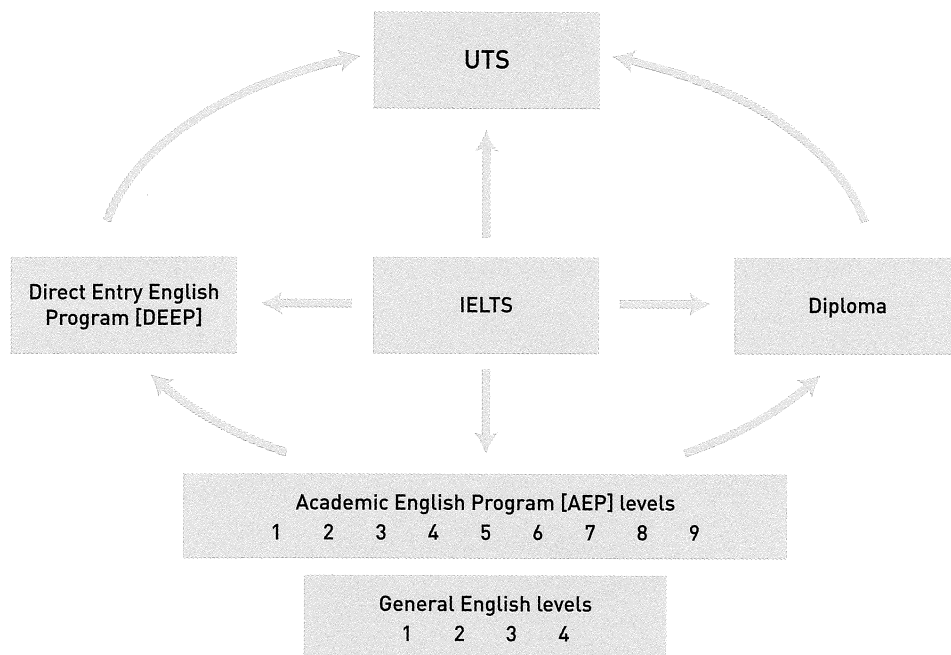 UTS
Direct Entry English
Program [DEEP]
IELTS
Diploma
Academic English Program [AEP] levels
1 2 3 4 5 6 7 8 9
General English levels
1 2 3 4